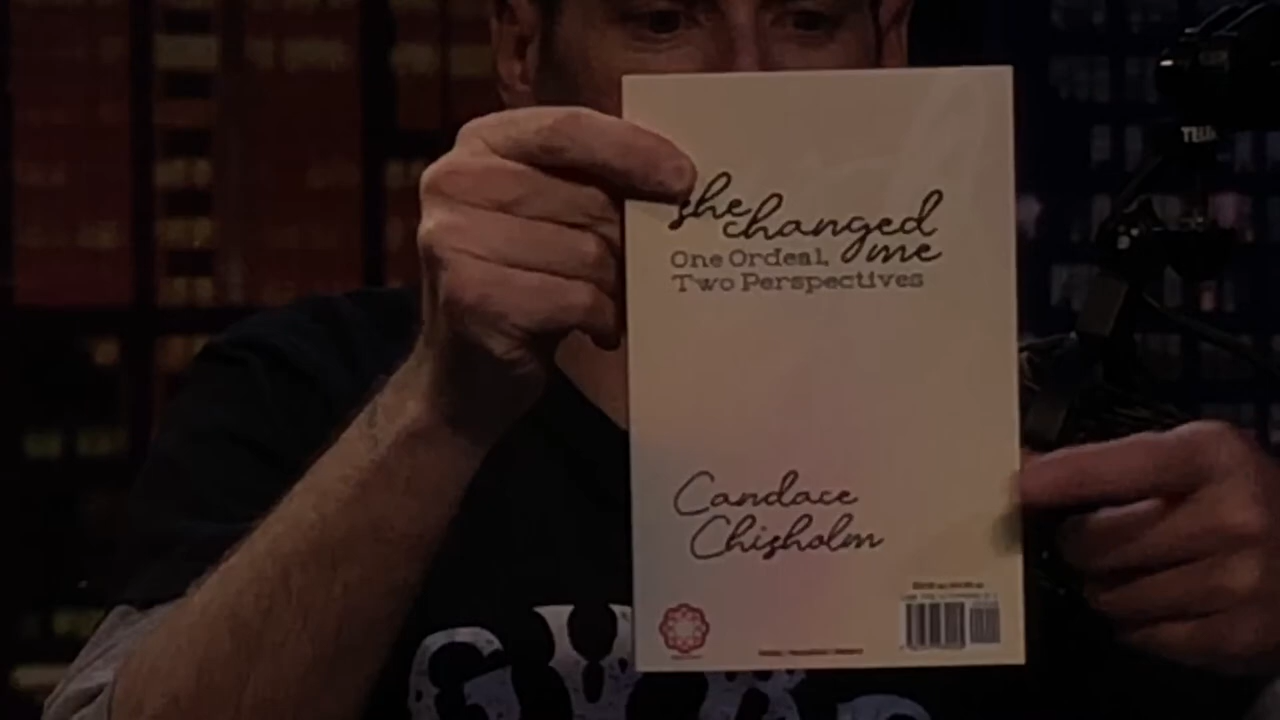 she
changed
me
One Ordeal,
Two Perspectives
Candace
Chisholm